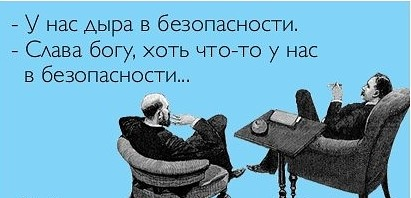 - У нас дыра в безопасности.
- Слава богу, хоть что-то у нас
в безопасности...